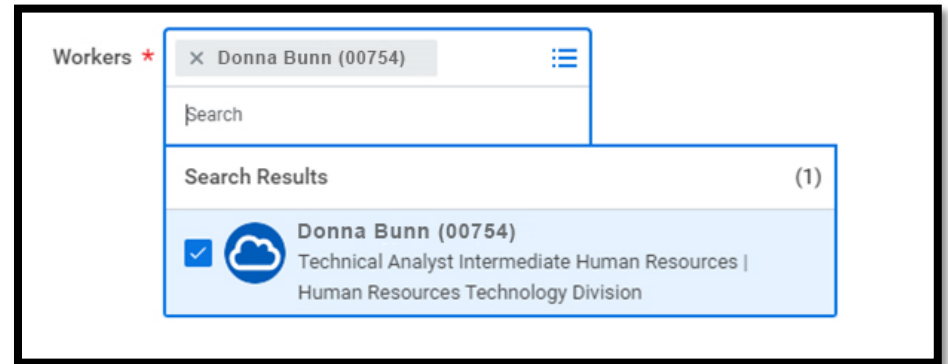 Workers *
× Donna Bunn (00754)
Search
Search Results (1)
Donna Bunn (00754)
Technical Analyst Intermediate Human Resources |
Human Resources Technology Division